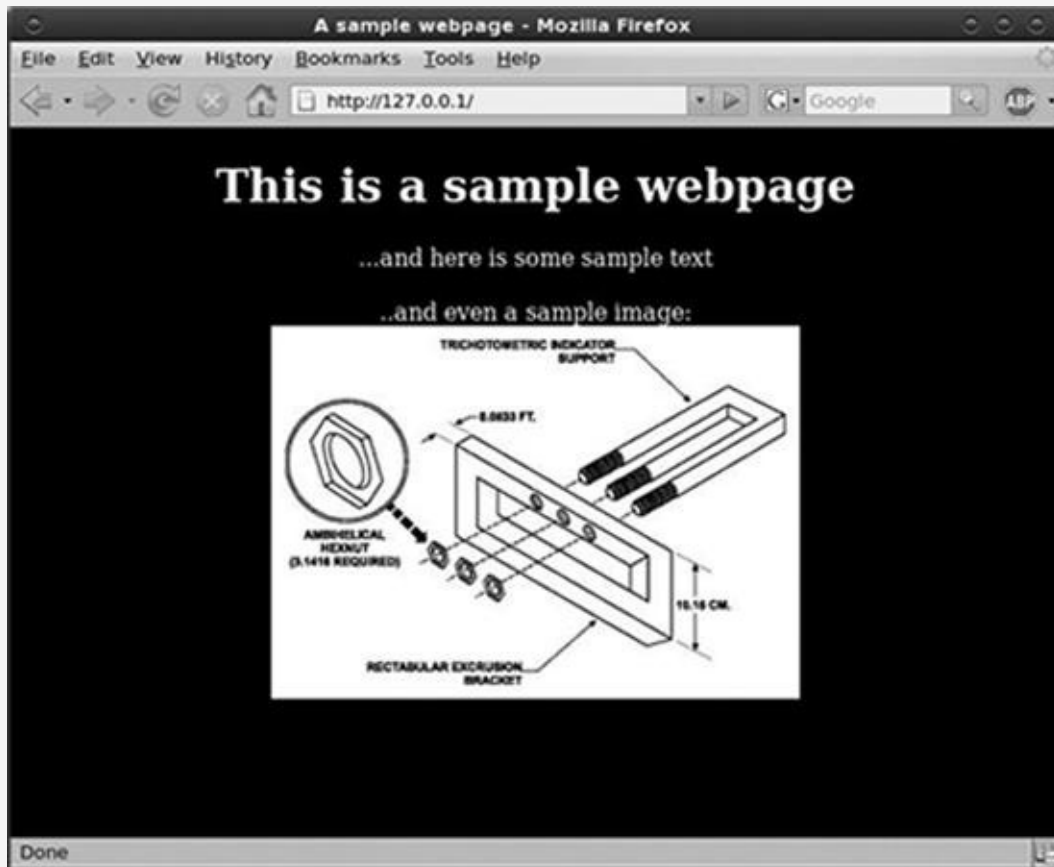 A sample webpage - Mozilla Firefox
File Edit View History Bookmarks Tools Help
http://127.0.0.1/ G Google ABP
This is a sample webpage
...and here is some sample text
..and even a sample image:
TRICHOTOMETRIC INDICATOR
SUPPORT
FT.
AMBIHELICAL
HEXNUT
(3.1416 REQUIRED)
10.16 CM.
RECTABULAR EXCRUSION
BRACKET
Done